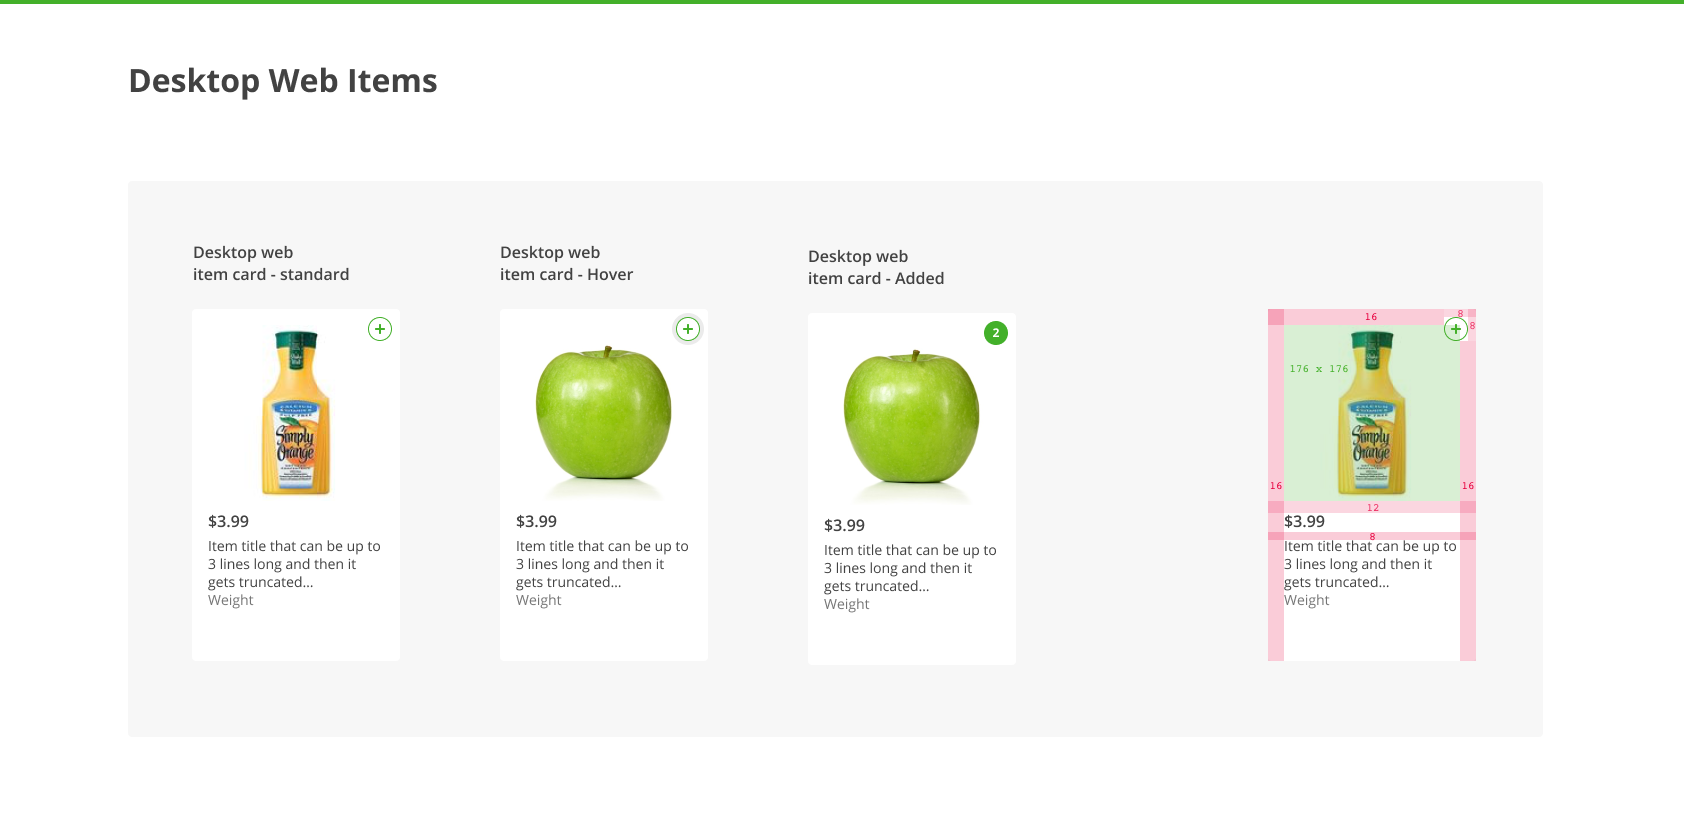 Desktop Web Items
Desktop web
item card - standard
Desktop web
item card - Hover
Desktop web
item card - Added
Simply
Orange
$3.99
Item title that can be up to
3 lines long and then it
gets truncated...
Weight
$3.99
Item title that can be up to
3 lines long and then it
gets truncated...
Weight
2
$3.99
Item title that can be up to
3 lines long and then it
gets truncated...
Weight
16
8
8
176 x 176
Simply
Orange
16
16
12
$3.99
8
Item title that can be up to
3 lines long and then it
gets truncated...
Weight